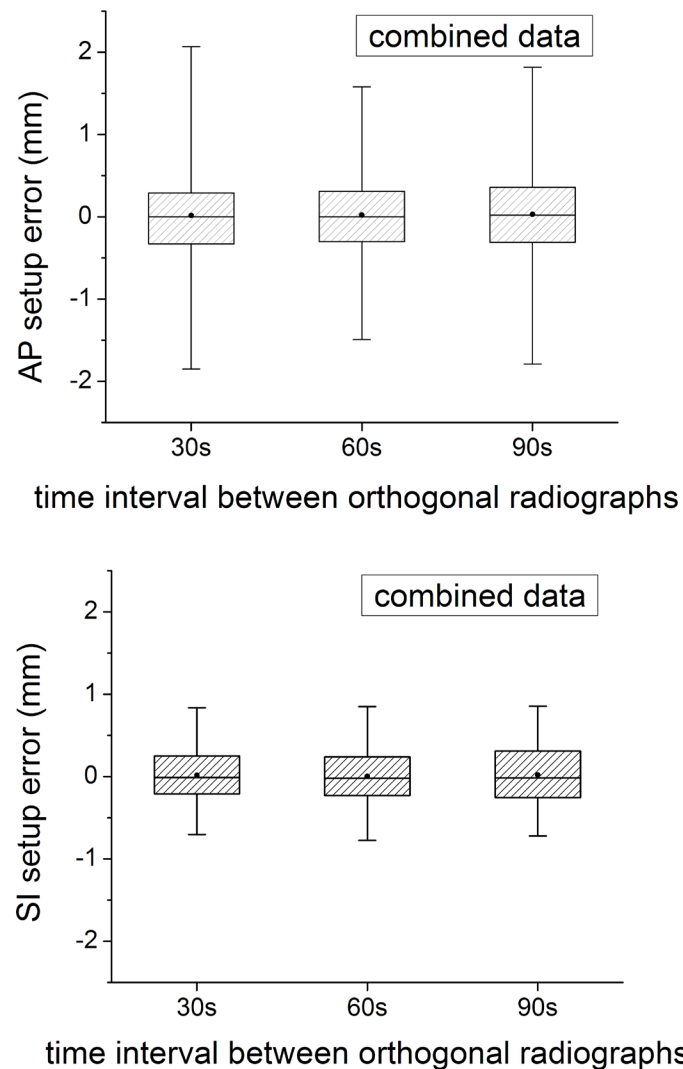 combined data
AP setup error (mm)
2
1
0
-1
-2
30s 60s 90s
time interval between orthogonal radiographs
combined data
SI setup error (mm)
2
1
0
-1
-2
30s 60s 90s
time interval between orthogonal radiographs